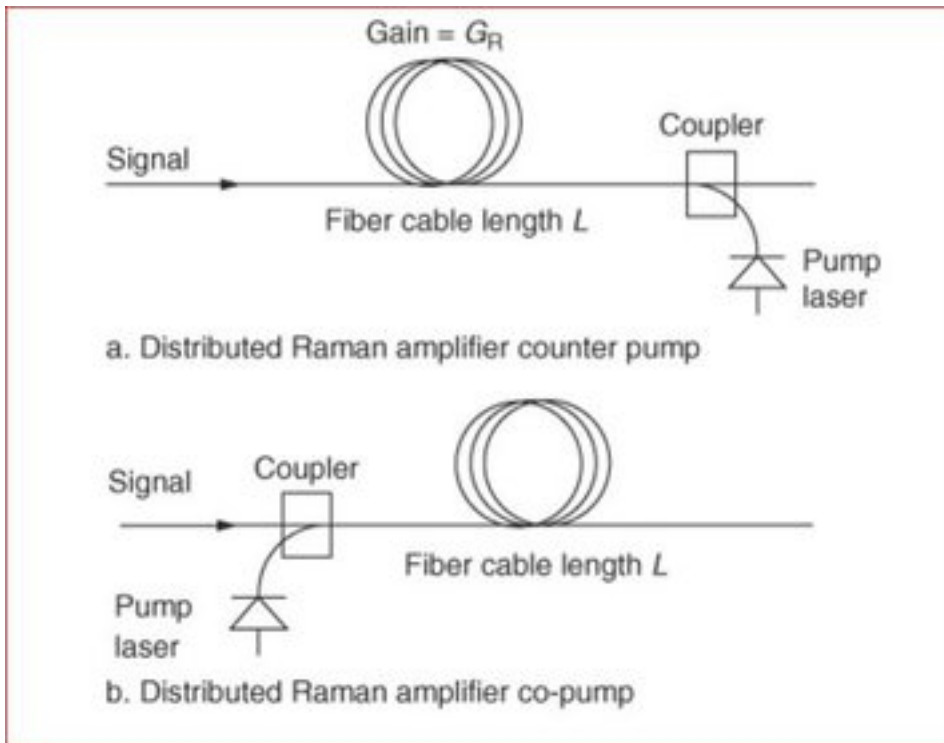 Gain = G_R
Coupler
Signal
Fiber cable length L
Pump
laser
a. Distributed Raman amplifier counter pump
Coupler
Signal
Fiber cable length L
Pump
laser
b. Distributed Raman amplifier co-pump